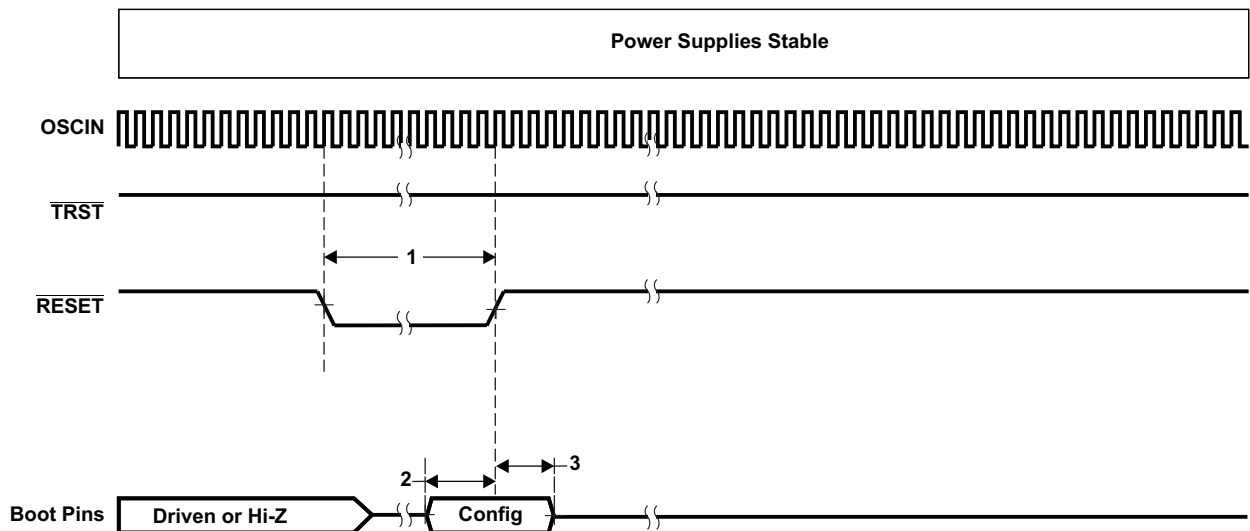 Power Supplies Stable
OSCIN
TRST
1
RESET
2
3
Boot Pins
Driven or Hi-Z
Config